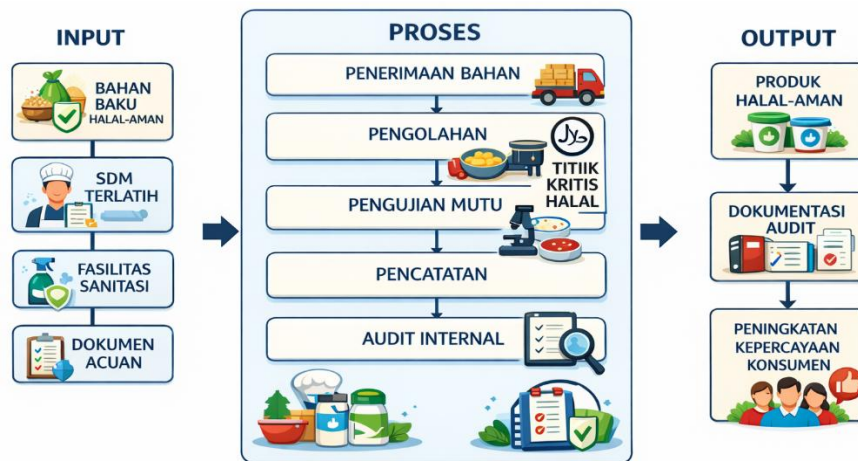 INPUT
BAHAN
BAKU
HALAL-AMAN
SDM
TERLATIH
FASILITAS
SANITASI
DOKUMEN
ACUAN
PROSES
PENERIMAAN BAHAN
PENGOLAHAN
TITIIK
KRITIS
HALAL
PENGUJIAN MUTU
PENCATATAN
AUDIT INTERNAL
OUTPUT
PRODUK
HALAL-AMAN
DOKUMENTASI
AUDIT
PENINGKATAN
KEPERCAYAAN
KONSUMEN